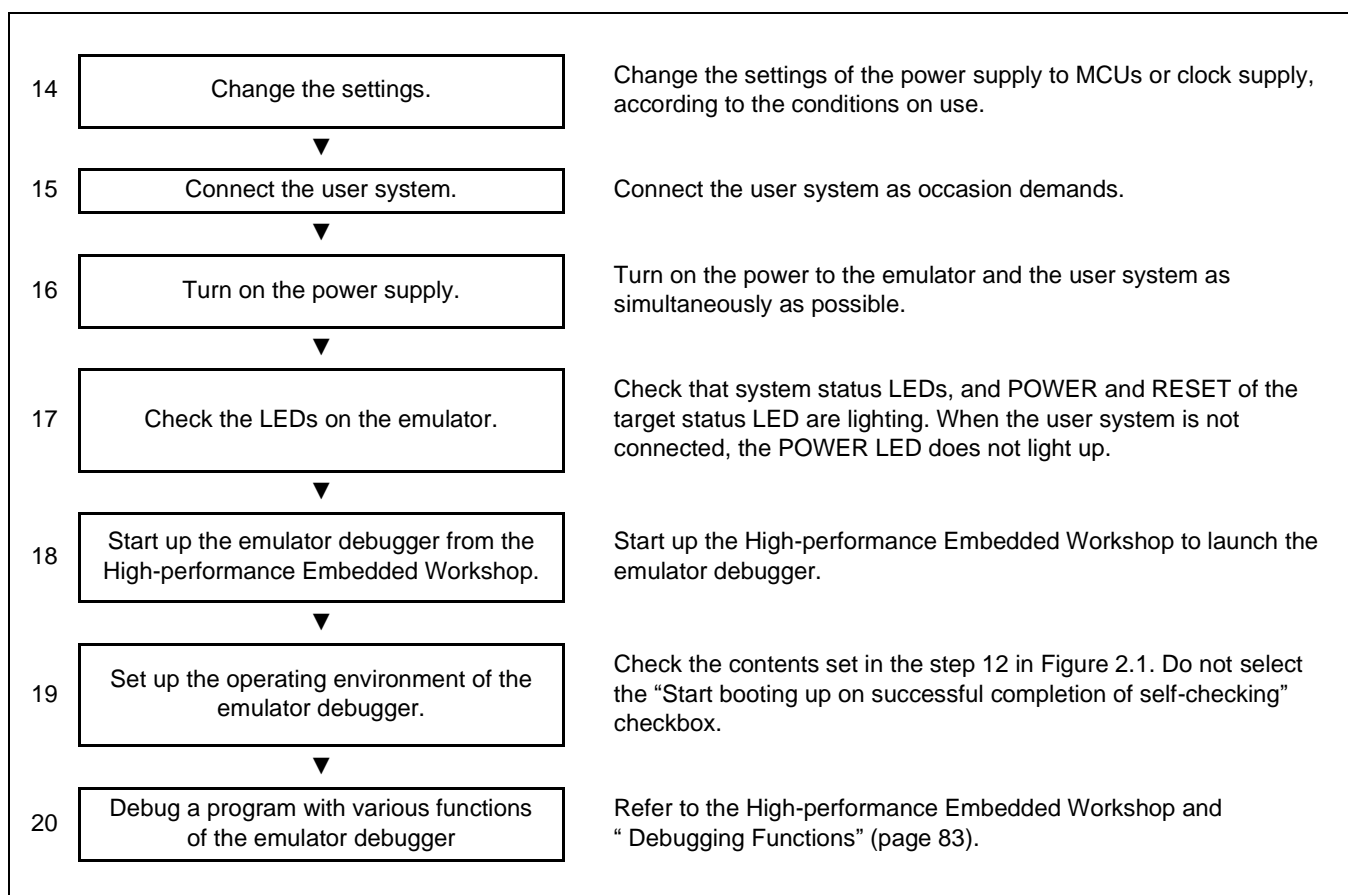 14
Change the settings.
Change the settings of the power supply to MCUs or clock supply,
according to the conditions on use.
15
Connect the user system.
Connect the user system as occasion demands.
16
Turn on the power supply.
Turn on the power to the emulator and the user system as
simultaneously as possible.
17
Check the LEDs on the emulator.
Check that system status LEDs, and POWER and RESET of the
target status LED are lighting. When the user system is not
connected, the POWER LED does not light up.
18
Start up the emulator debugger from the
High-performance Embedded Workshop.
Start up the High-performance Embedded Workshop to launch the
emulator debugger.
19
Set up the operating environment of the
emulator debugger.
Check the contents set in the step 12 in Figure 2.1. Do not select
the “Start booting up on successful completion of self-checking”
checkbox.
20
Debug a program with various functions
of the emulator debugger
Refer to the High-performance Embedded Workshop and
“ Debugging Functions” (page 83).